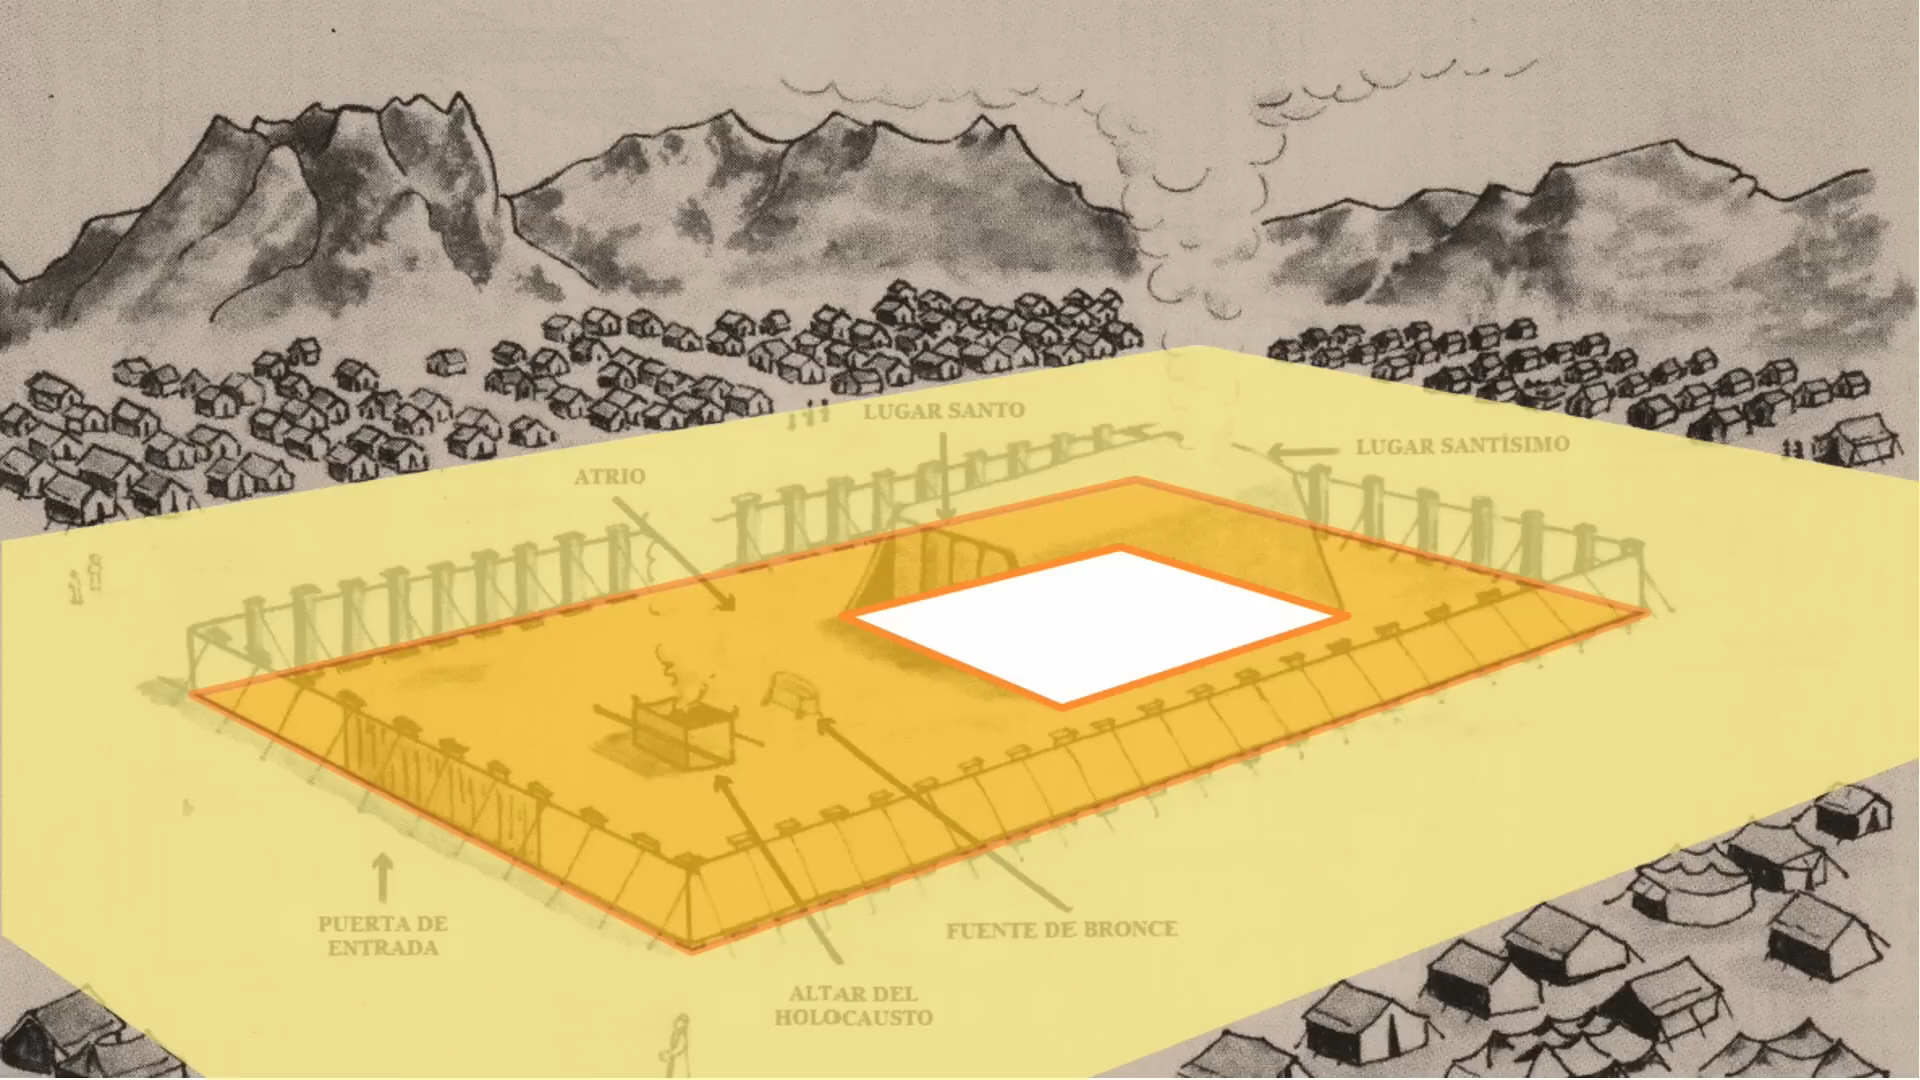 LUGAR SANTO
LUGAR SANTÍSIMO
ATRIO
PUERTA DE
ENTRADA
FUENTE DE BRONCE
ALTAR DEL
HOLOCAUSTO